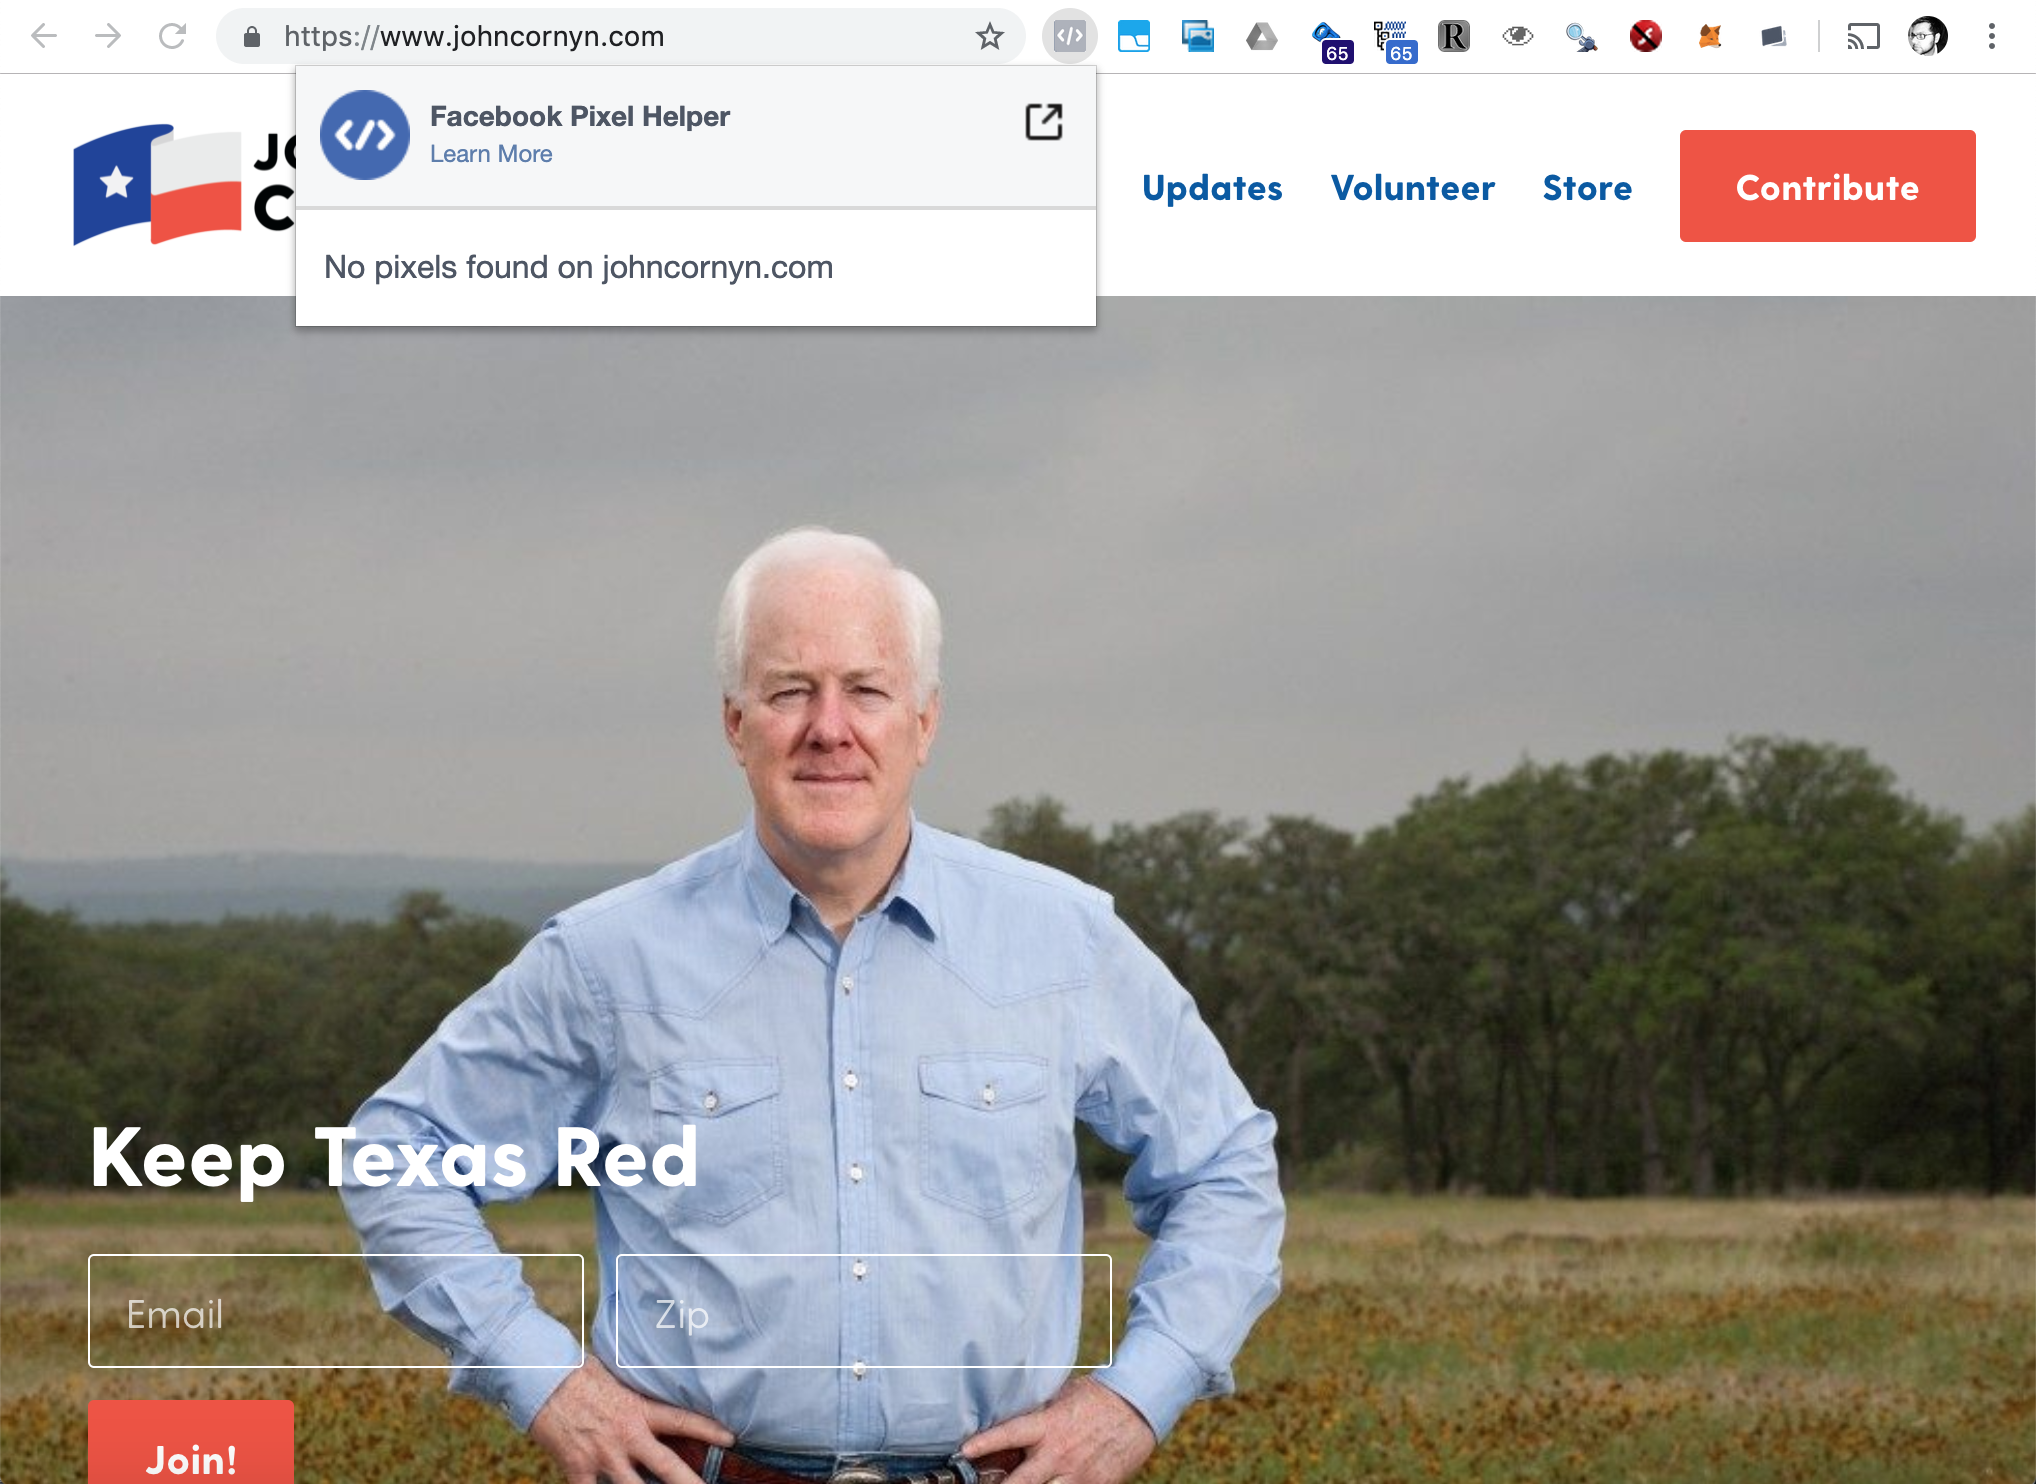 https://www.johncornyn.com
65
65
R
Facebook Pixel Helper
Learn More
JO
C
Updates
Volunteer
Store
Contribute
No pixels found on johncornyn.com
Keep Texas Red
Email
Zip
Join!